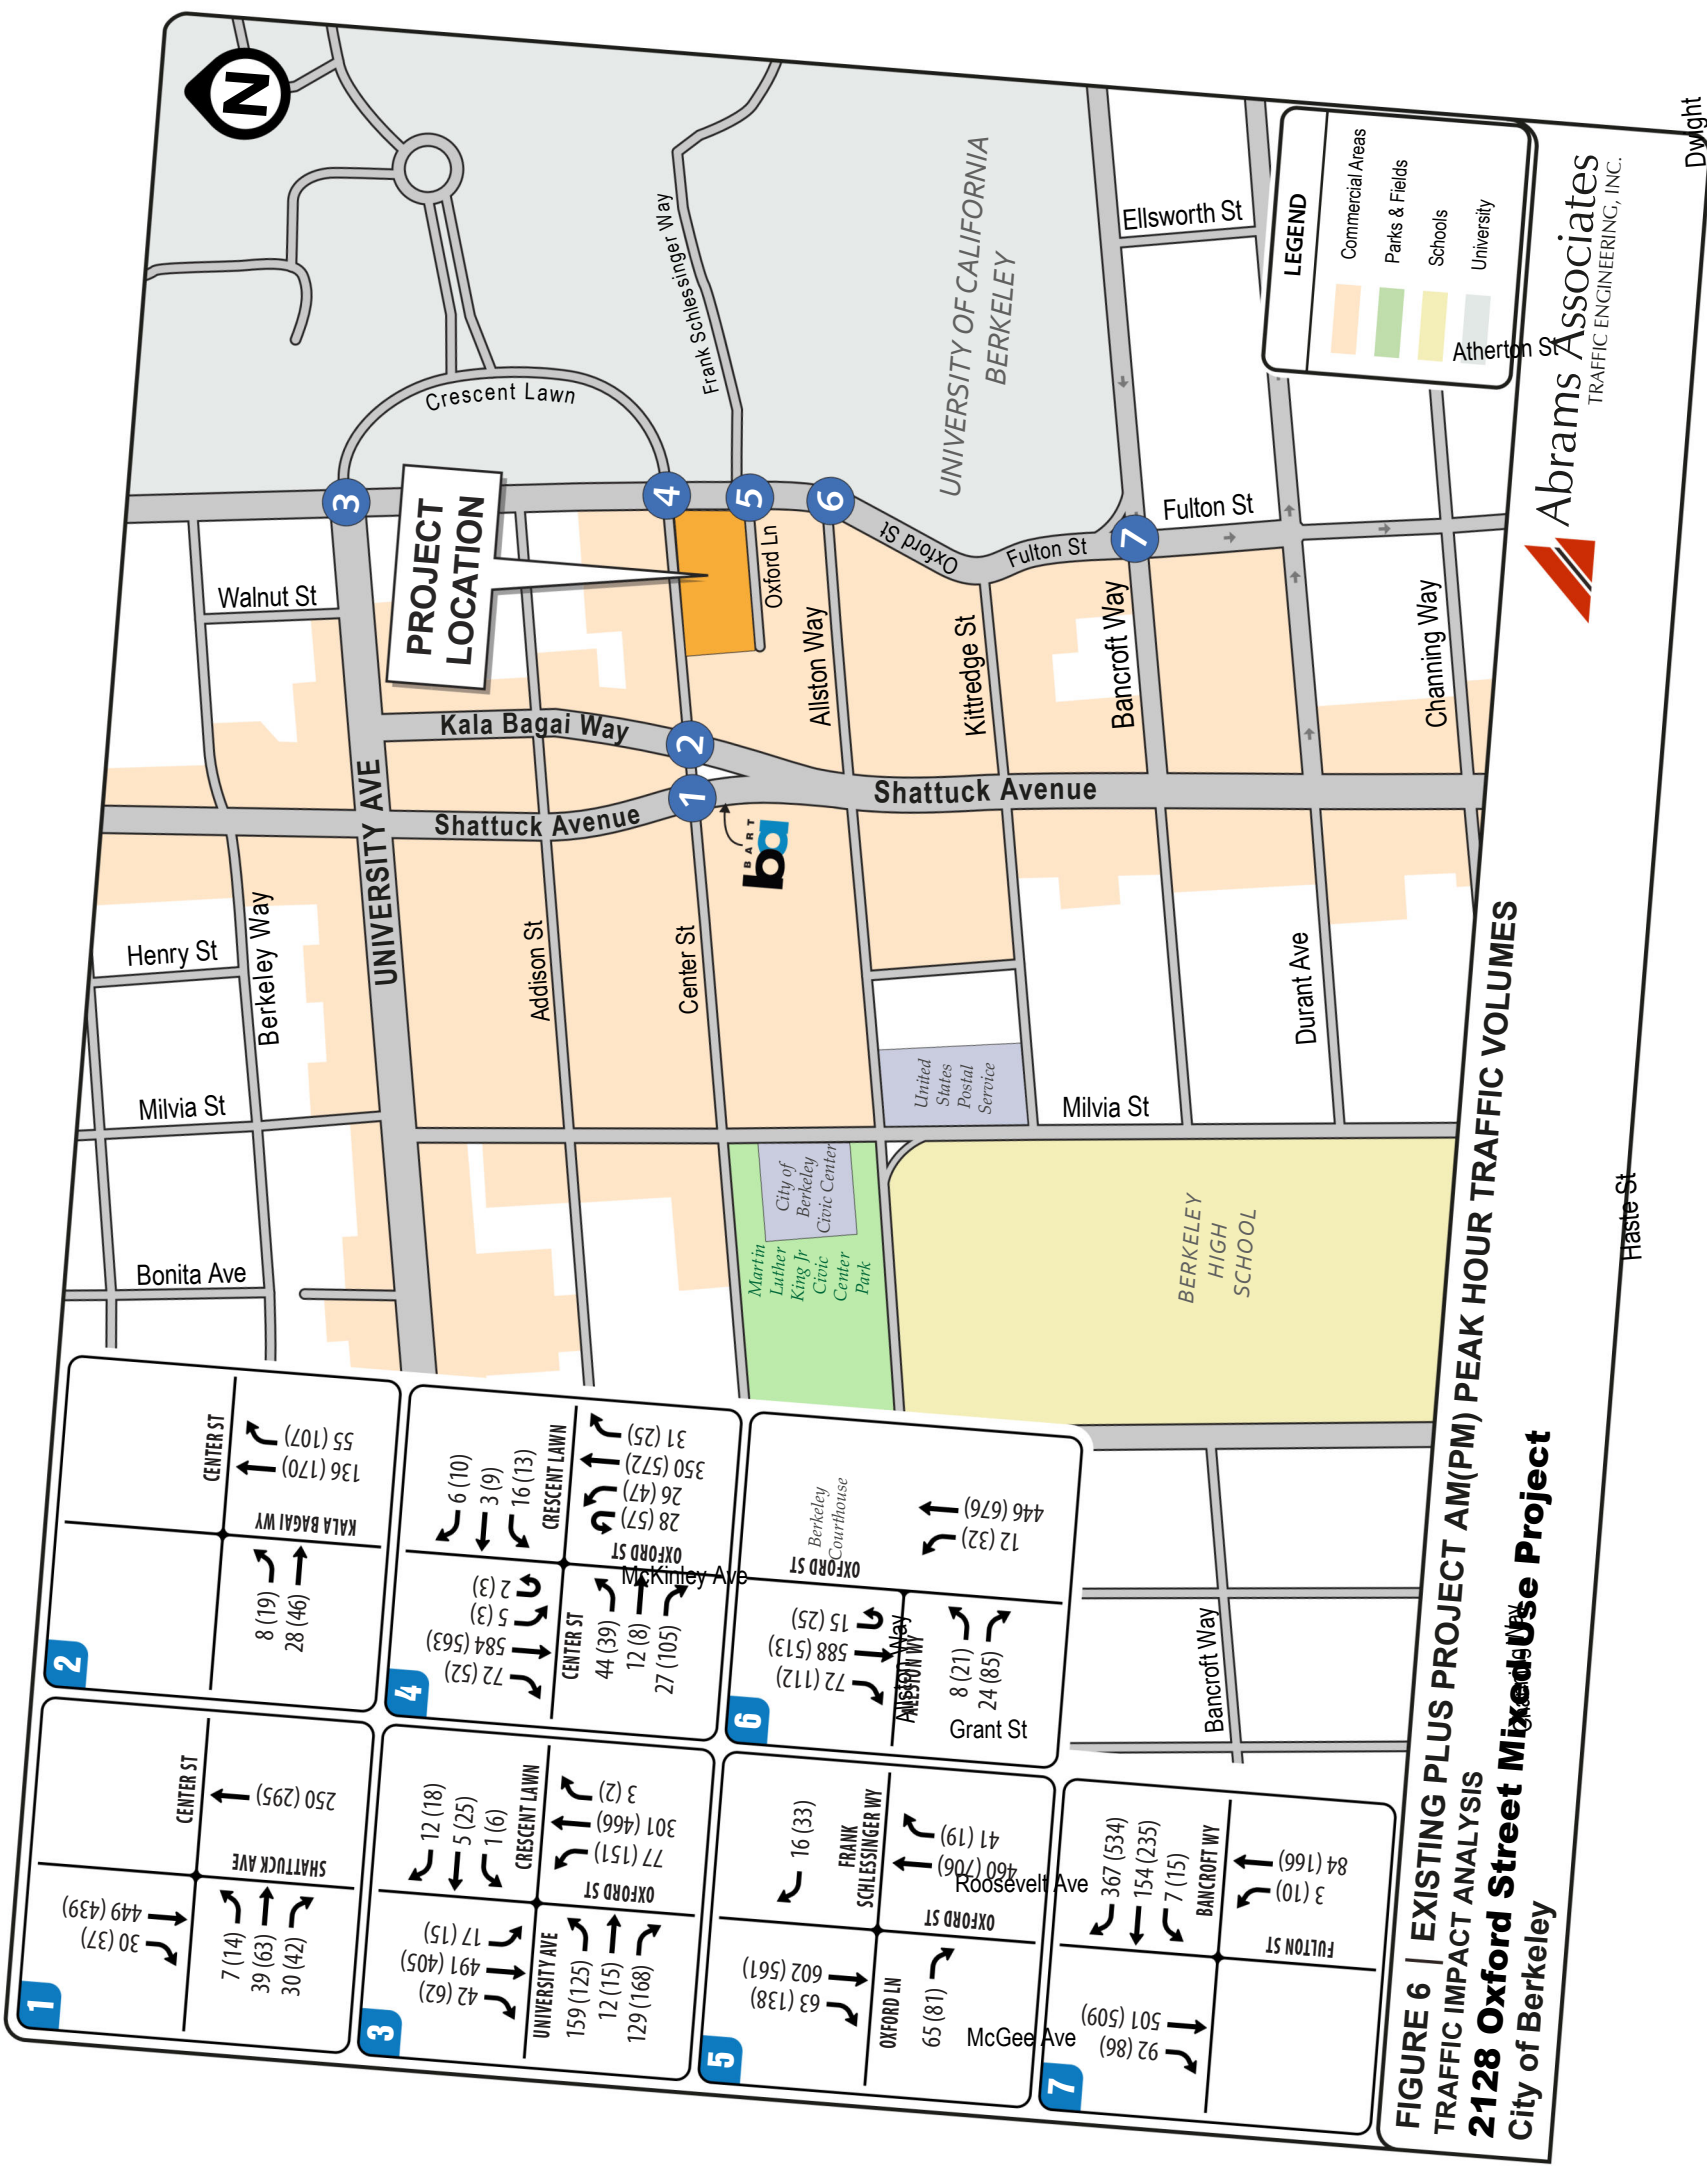 1
30 (37)
449 (439)
CENTER ST
SHATTUCK AVE
7 (14)
39 (63)
30 (42)
250 (295)
2
CENTER ST
KALA BAGAI WY
8 (19)
28 (46)
136 (170)
55 (107)
3
42 (62)
491 (405)
17 (15)
12 (18)
5 (25)
1 (6)
UNIVERSITY AVE
CRESCENT LAWN
OXFORD ST
159 (125)
12 (15)
129 (168)
77 (151)
301 (466)
3 (2)
4
72 (52)
584 (563)
5 (3)
2 (3)
6 (10)
3 (9)
16 (13)
CENTER ST
CRESCENT LAWN
OXFORD ST
44 (39)
12 (8)
27 (105)
28 (57)
26 (47)
350 (572)
31 (25)
5
63 (138)
602 (561)
16 (33)
OXFORD LN
FRANK
SCHLESSINGER WY
OXFORD ST
65 (81)
460 (706)
41 (19)
6
72 (112)
588 (513)
15 (25)
ALLSTON WY
OXFORD ST
8 (21)
24 (85)
12 (32)
446 (676)
7
92 (86)
501 (509)
367 (534)
154 (235)
7 (15)
BANCROFT WY
FULTON ST
3 (10)
84 (166)
N
PROJECT
LOCATION
Walnut St
Henry St
Milvia St
Bonita Ave
Berkeley Way
UNIVERSITY AVE
Kala Bagai Way
Shattuck Avenue
Addison St
Center St
Crescent Lawn
Frank Schlessinger Way
Oxford Ln
Allston Way
Oxford St
Fulton St
Fulton St
Kittredge St
Bancroft Way
Shattuck Avenue
Ellsworth St
Channing Way
Durant Ave
Milvia St
UNIVERSITY OF CALIFORNIA
BERKELEY
BART
ba
1
2
3
4
5
6
7
United
States
Postal
Service
City of
Berkeley
Civic Center
Martin
Luther
King Jr
Civic
Center
Park
BERKELEY
HIGH
SCHOOL
Berkeley
Courthouse
McKinley Ave
Grant St
Roosevelt Ave
McGee Ave
Bancroft Way
Haste St
Dwight
Atherton St
LEGEND
Commercial Areas
Parks & Fields
Schools
University
FIGURE 6 | EXISTING PLUS PROJECT AM(PM) PEAK HOUR TRAFFIC VOLUMES
TRAFFIC IMPACT ANALYSIS
2128 Oxford Street Mixed Use Project
City of Berkeley
Abrams Associates
TRAFFIC ENGINEERING, INC.